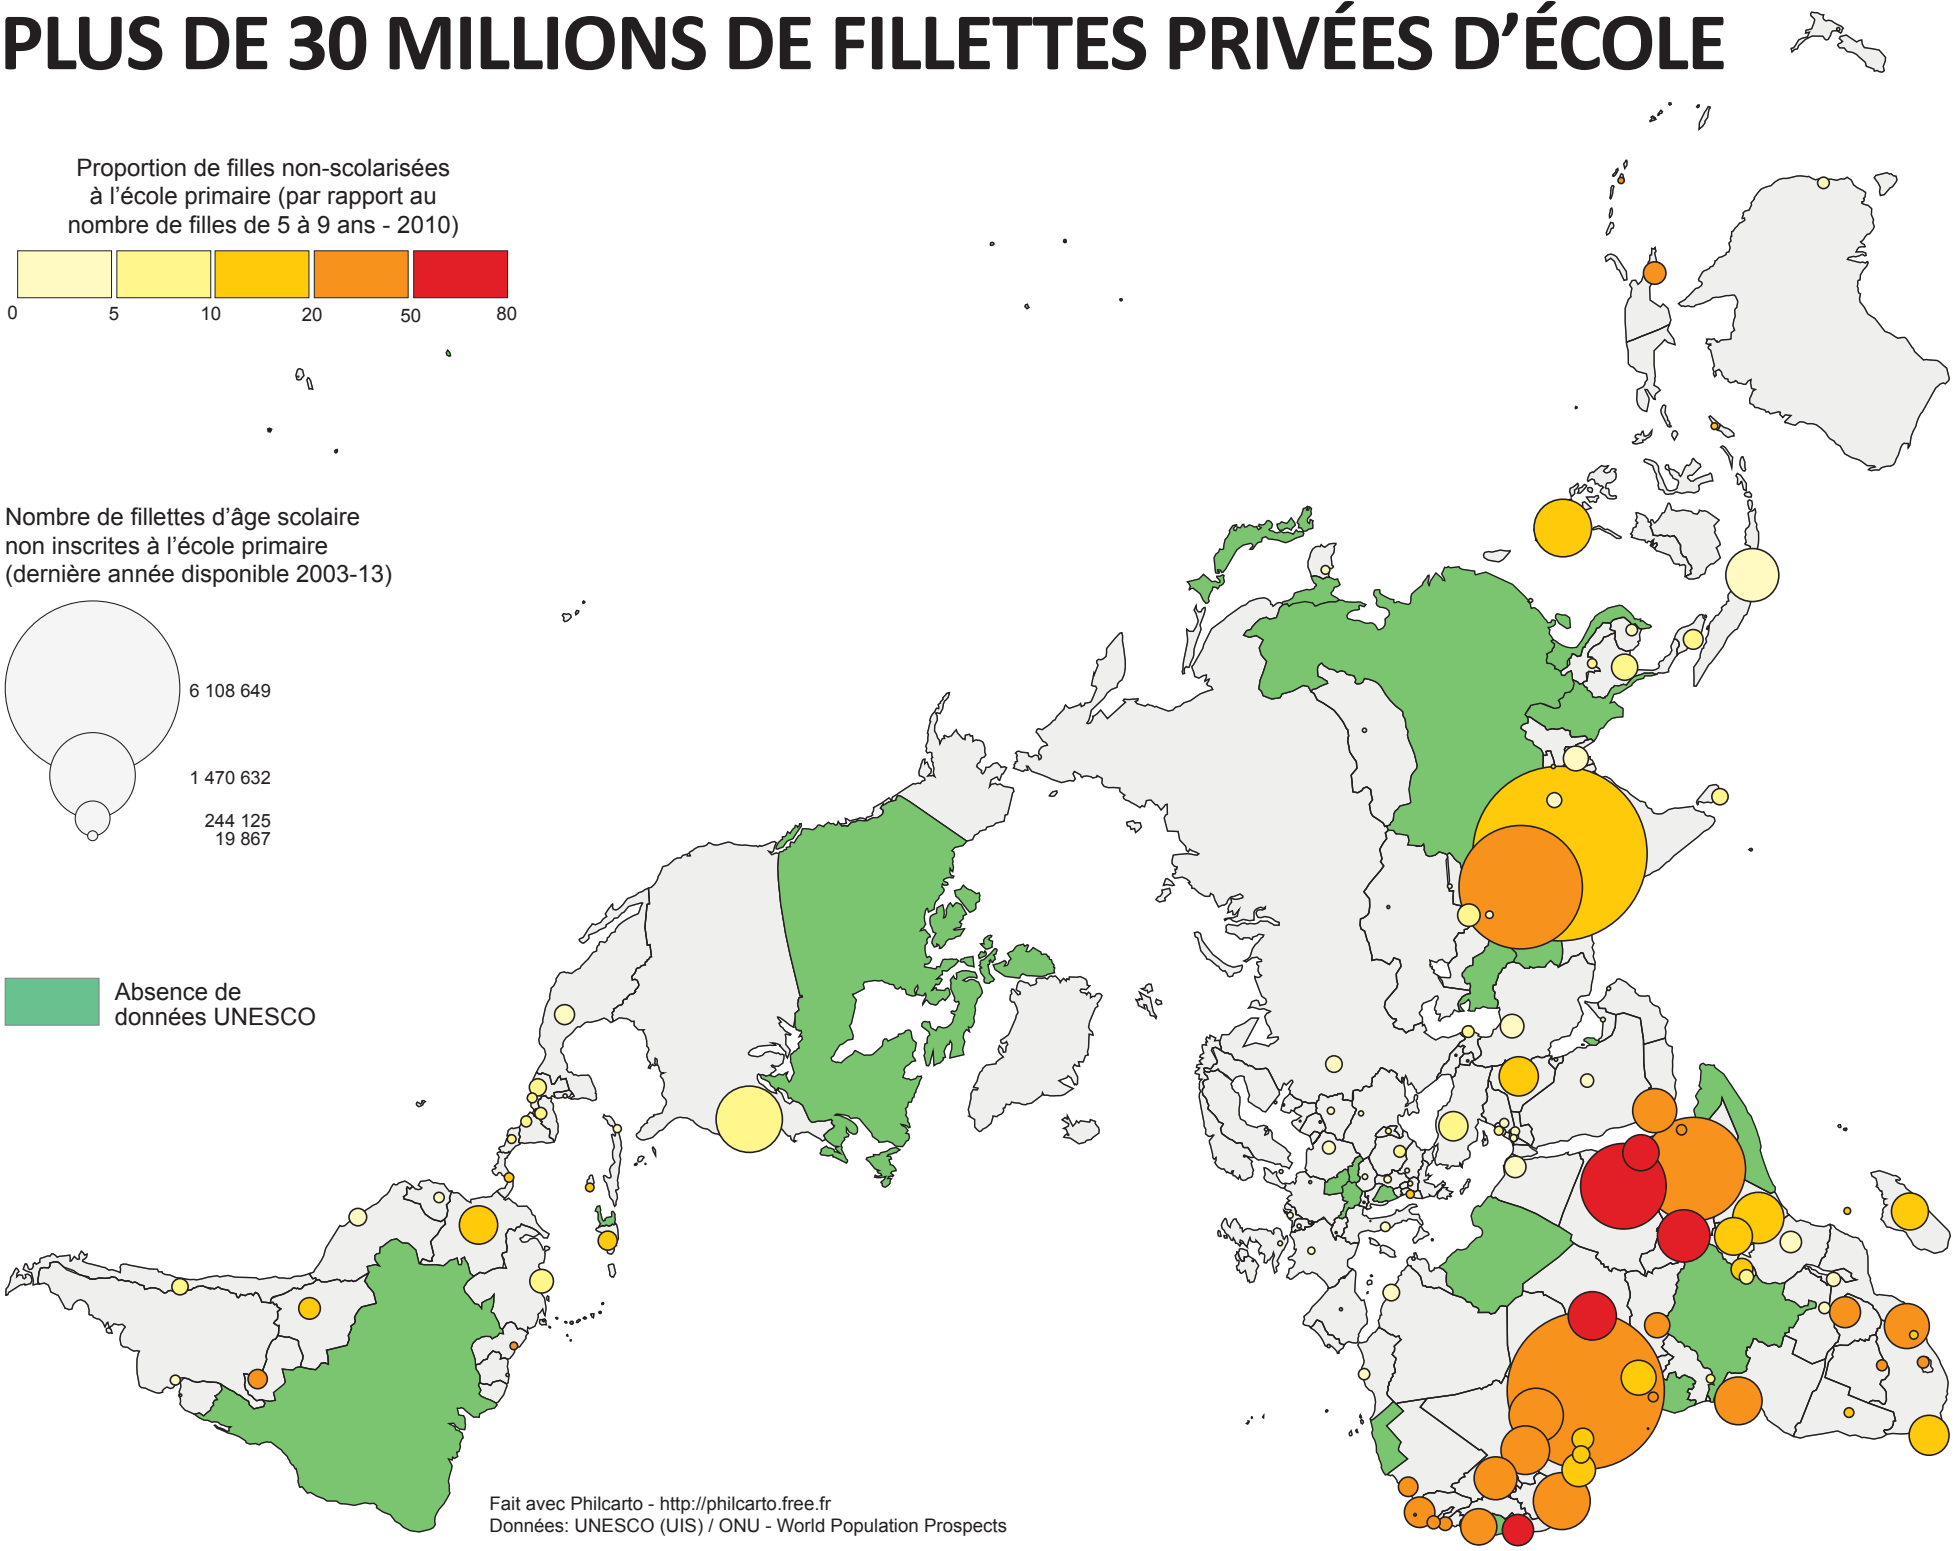 PLUS DE 30 MILLIONS DE FILLETTES PRIVÉES D’ÉCOLE
Proportion de filles non-scolarisées
à l’école primaire (par rapport au
nombre de filles de 5 à 9 ans - 2010)
0 5 10 20 50 80
Nombre de fillettes d’âge scolaire
non inscrites à l’école primaire
(dernière année disponible 2003-13)
6 108 649
1 470 632
244 125
19 867
Absence de
données UNESCO
Fait avec Philcarto - http://philcarto.free.fr
Données: UNESCO (UIS) / ONU - World Population Prospects